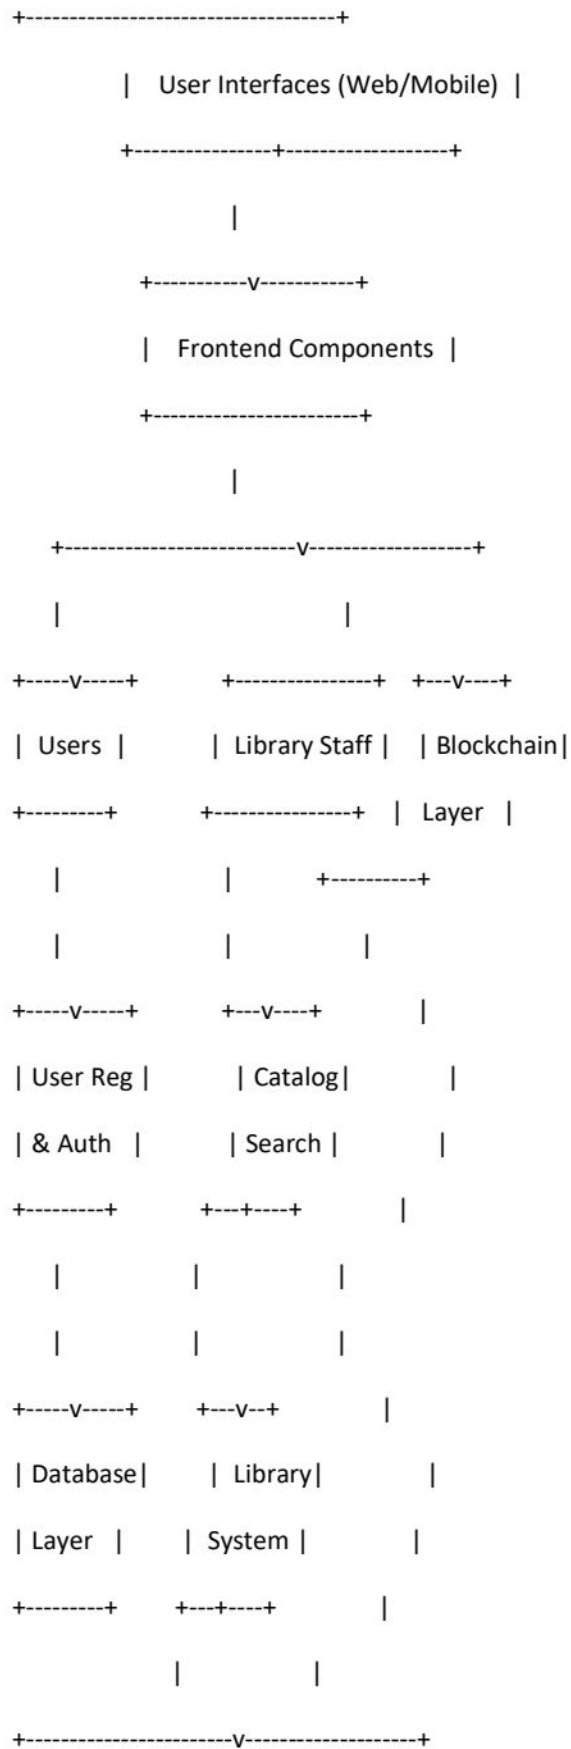 +-----------------------------------+
| User Interfaces (Web/Mobile) |
+----------------+-------------------+
|
+-----------v-----------+
| Frontend Components |
+------------------------+
|
+---------------------------v-------------------+
| |
+-----v-----+ +----------------+ +---v----+
| Users | | Library Staff | | Blockchain|
+---------+ +----------------+ | Layer |
| | +----------+
| | |
+-----v-----+ +---v----+ |
| User Reg | | Catalog| |
| & Auth | | Search | |
+---------+ +---+----+ |
| | |
| | |
+-----v-----+ +---v--+ |
| Database| | Library| |
| Layer | | System | |
+---------+ +---+----+ |
| |
+------------------------v--------------------+